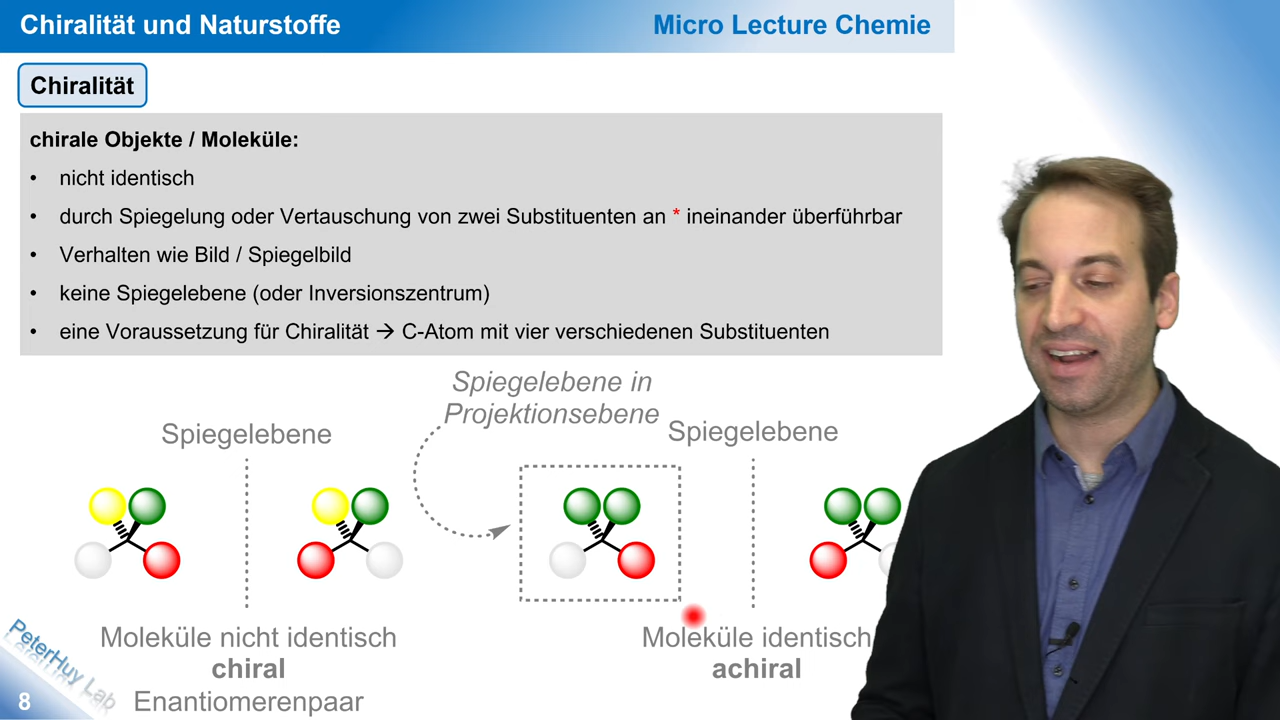 Chiralität und Naturstoffe
Micro Lecture Chemie
Chiralität
chirale Objekte / Moleküle:
• nicht identisch
• durch Spiegelung oder Vertauschung von zwei Substituenten an * ineinander überführbar
• Verhalten wie Bild / Spiegelbild
• keine Spiegelebene (oder Inversionszentrum)
• eine Voraussetzung für Chiralität → C-Atom mit vier verschiedenen Substituenten
Spiegelebene in
Projektionsebene
Spiegelebene
Spiegelebene
Moleküle nicht identisch
chiral
Enantiomerenpaar
Moleküle identisch
achiral
PeterHuy Lab
8